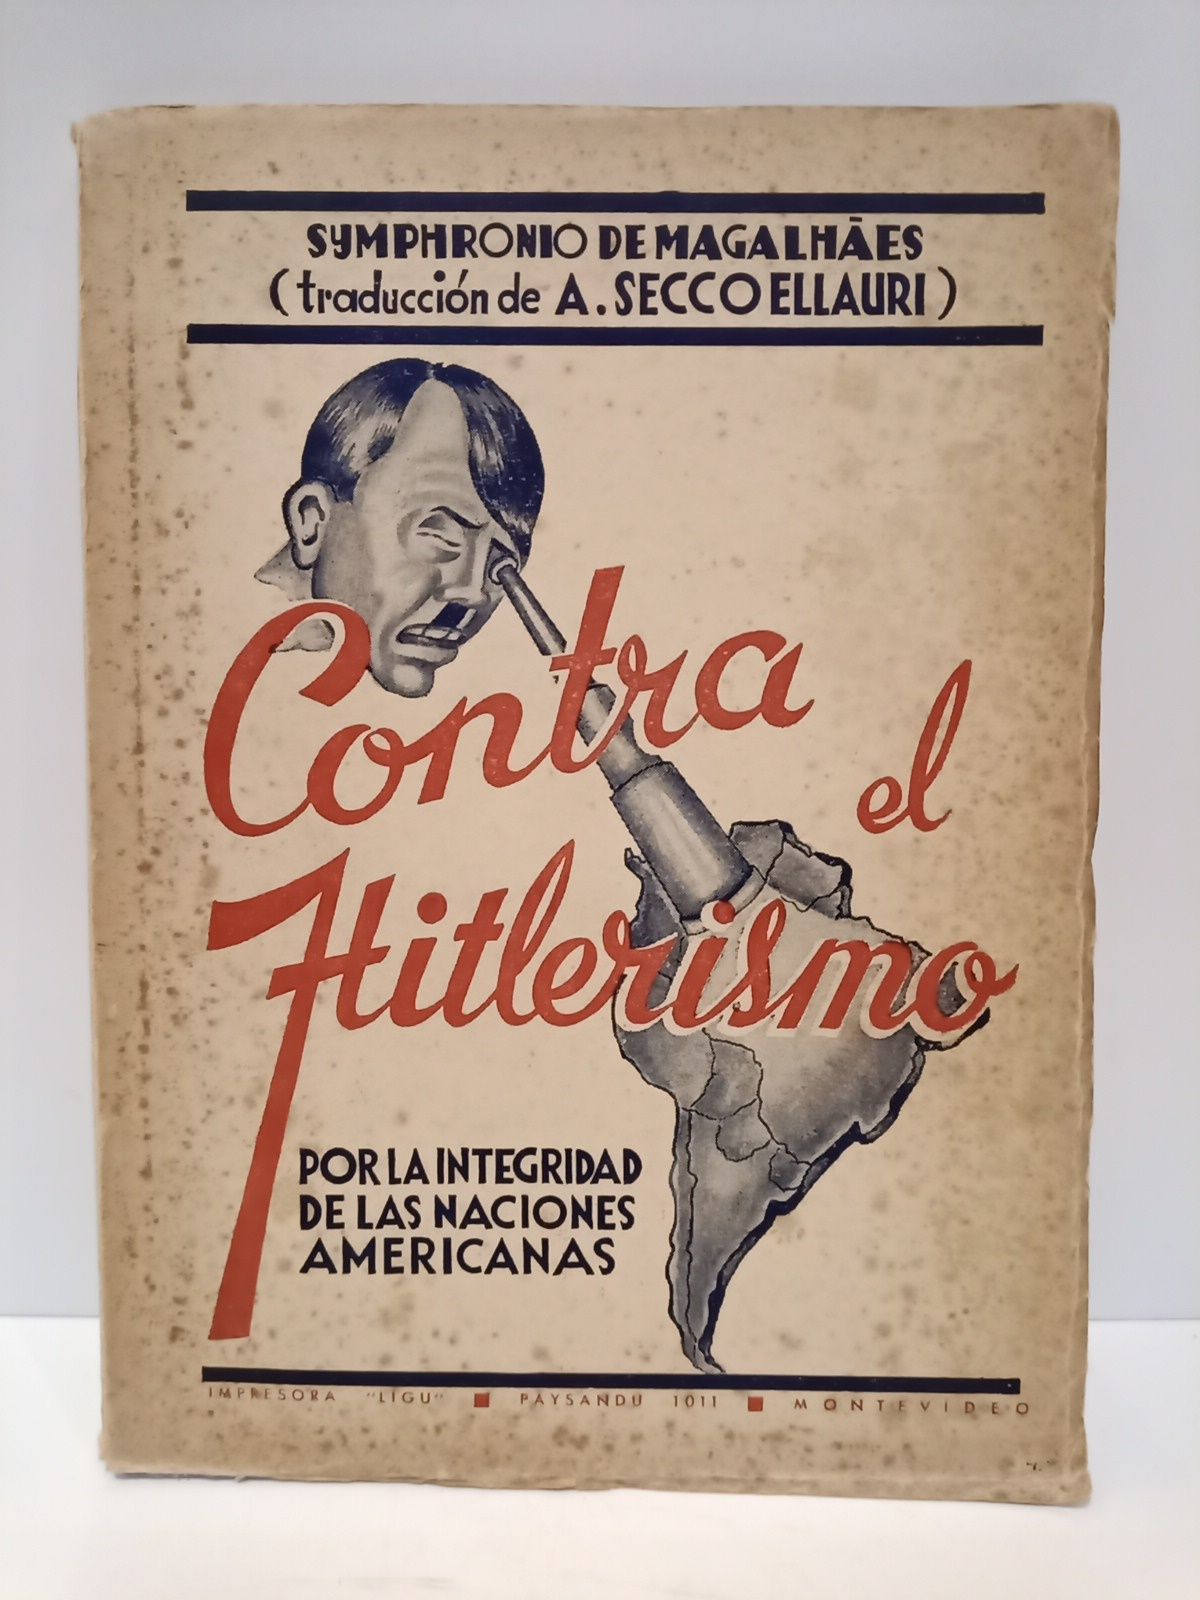 SYMPHRONIO DE MAGALHÃES
(traducción de A. SECCO ELLAURI)
Contra
el
Hitlerismo
POR LA INTEGRIDAD
DE LAS NACIONES
AMERICANAS
IMPRESORA "LIGU" ■ PAYSANDU 1011 ■ MONTEVIDEO